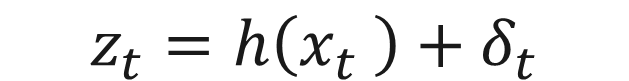 z_t = h(x_t) + δ_t